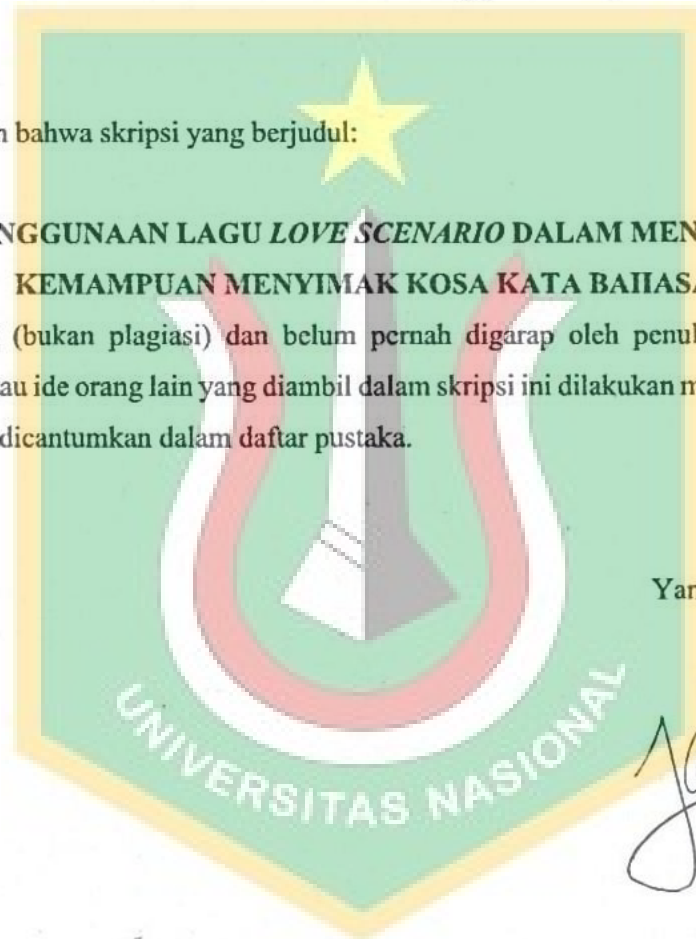 n bahwa skripsi yang berjudul:
NGGUNAAN LAGU LOVE SCENARIO DALAM MEN
KEMAMPUAN MENYIMAK KOSA KATA BAHASA
(bukan plagiasi) dan belum pernah digarap oleh penul
au ide orang lain yang diambil dalam skripsi ini dilakukan m
dicantumkan dalam daftar pustaka.
Yan
UNIVERSITAS NASIONAL